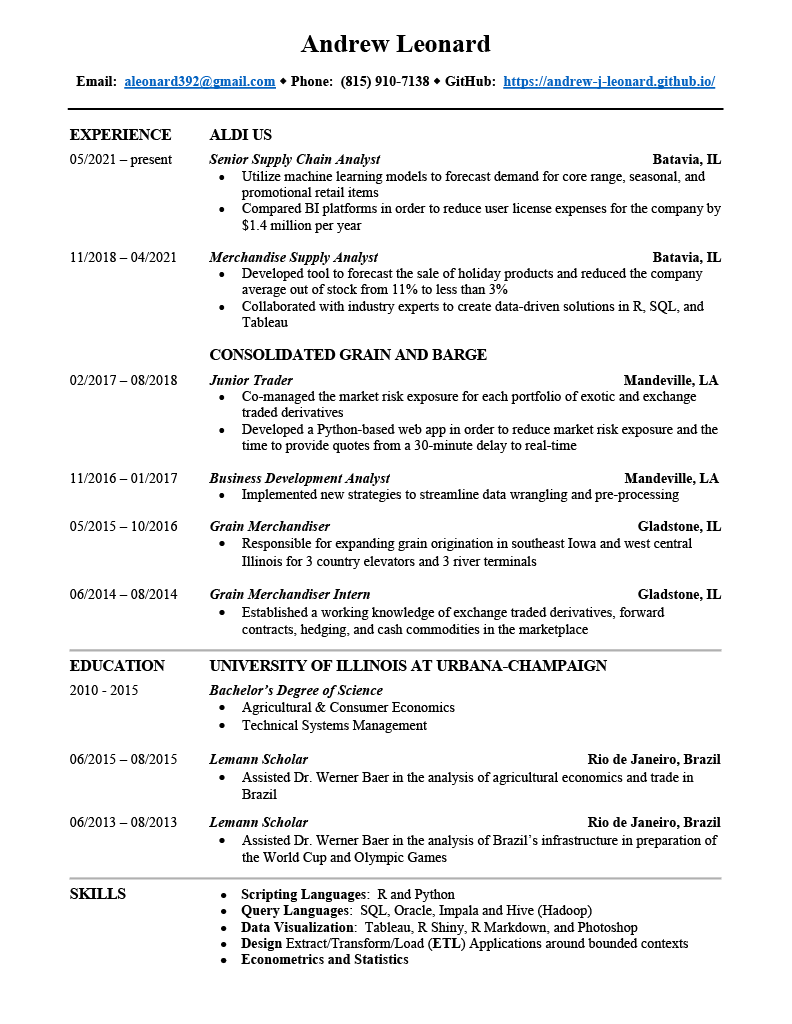 Andrew Leonard
Email: aleonard392@gmail.com ◆ Phone: (815) 910-7138 ◆ GitHub: https://andrew-j-leonard.github.io/
EXPERIENCE ALDI US
05/2021 – present Senior Supply Chain Analyst Batavia, IL
• Utilize machine learning models to forecast demand for core range, seasonal, and
promotional retail items
• Compared BI platforms in order to reduce user license expenses for the company by
$1.4 million per year
11/2018 – 04/2021 Merchandise Supply Analyst Batavia, IL
• Developed tool to forecast the sale of holiday products and reduced the company
average out of stock from 11% to less than 3%
• Collaborated with industry experts to create data-driven solutions in R, SQL, and
Tableau
CONSOLIDATED GRAIN AND BARGE
02/2017 – 08/2018 Junior Trader Mandeville, LA
• Co-managed the market risk exposure for each portfolio of exotic and exchange
traded derivatives
• Developed a Python-based web app in order to reduce market risk exposure and the
time to provide quotes from a 30-minute delay to real-time
11/2016 – 01/2017 Business Development Analyst Mandeville, LA
• Implemented new strategies to streamline data wrangling and pre-processing
05/2015 – 10/2016 Grain Merchandiser Gladstone, IL
• Responsible for expanding grain origination in southeast Iowa and west central
Illinois for 3 country elevators and 3 river terminals
06/2014 – 08/2014 Grain Merchandiser Intern Gladstone, IL
• Established a working knowledge of exchange traded derivatives, forward
contracts, hedging, and cash commodities in the marketplace
EDUCATION UNIVERSITY OF ILLINOIS AT URBANA-CHAMPAIGN
2010 - 2015 Bachelor’s Degree of Science
• Agricultural & Consumer Economics
• Technical Systems Management
06/2015 – 08/2015 Lemann Scholar Rio de Janeiro, Brazil
• Assisted Dr. Werner Baer in the analysis of agricultural economics and trade in
Brazil
06/2013 – 08/2013 Lemann Scholar Rio de Janeiro, Brazil
• Assisted Dr. Werner Baer in the analysis of Brazil’s infrastructure in preparation of
the World Cup and Olympic Games
SKILLS • Scripting Languages: R and Python
• Query Languages: SQL, Oracle, Impala and Hive (Hadoop)
• Data Visualization: Tableau, R Shiny, R Markdown, and Photoshop
• Design Extract/Transform/Load (ETL) Applications around bounded contexts
• Econometrics and Statistics